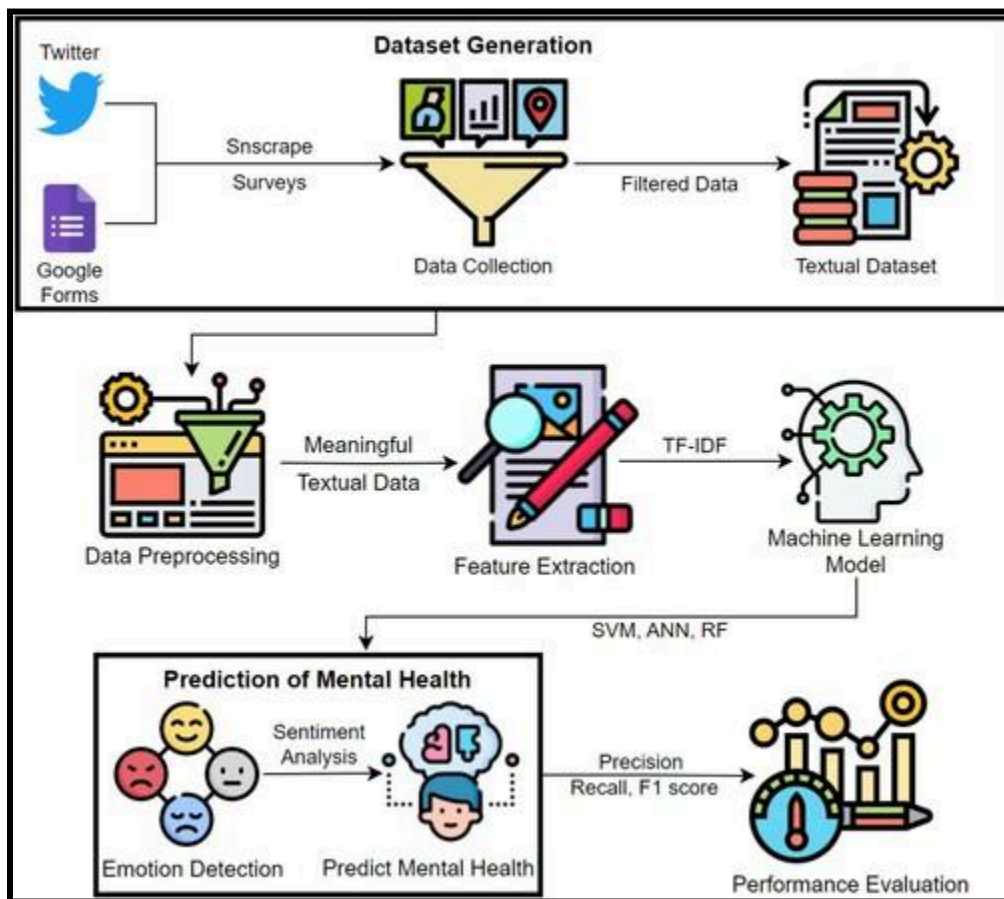 Dataset Generation
Twitter
Google
Forms
Snscrape
Surveys
Data Collection
Filtered Data
Textual Dataset
Data Preprocessing
Meaningful
Textual Data
Feature Extraction
TF-IDF
Machine Learning
Model
SVM, ANN, RF
Prediction of Mental Health
Emotion Detection
Sentiment
Analysis
Predict Mental Health
Precision
Recall, F1 score
Performance Evaluation